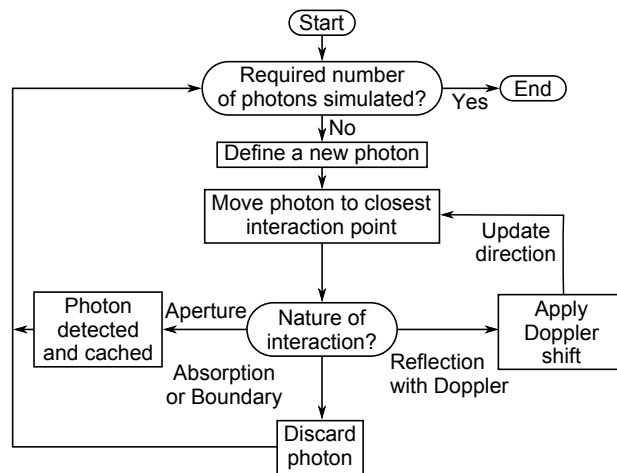 Start
Required number
of photons simulated?
Yes
End
No
Define a new photon
Move photon to closest
interaction point
Update
direction
Photon
detected
and cached
Aperture
Nature of
interaction?
Apply
Doppler
shift
Reflection
with Doppler
Absorption
or Boundary
Discard
photon